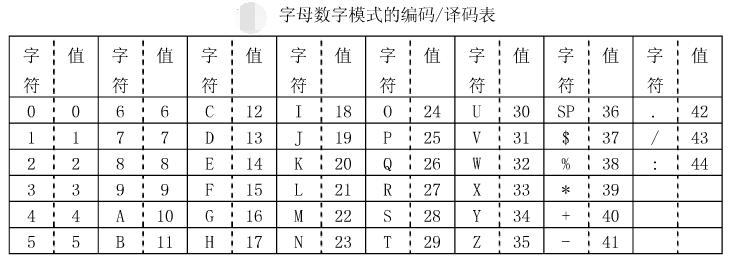 字母数字模式的编码/译码表
字符 值 字符 值 字符 值 字符 值 字符 值 字符 值 字符 值 字符 值
0 0 6 6 C 12 I 18 O 24 U 30 SP 36 . 42
1 1 7 7 D 13 J 19 P 25 V 31 $ 37 / 43
2 2 8 8 E 14 K 20 Q 26 W 32 % 38 : 44
3 3 9 9 F 15 L 21 R 27 X 33 * 39
4 4 A 10 G 16 M 22 S 28 Y 34 + 40
5 5 B 11 H 17 N 23 T 29 Z 35 - 41